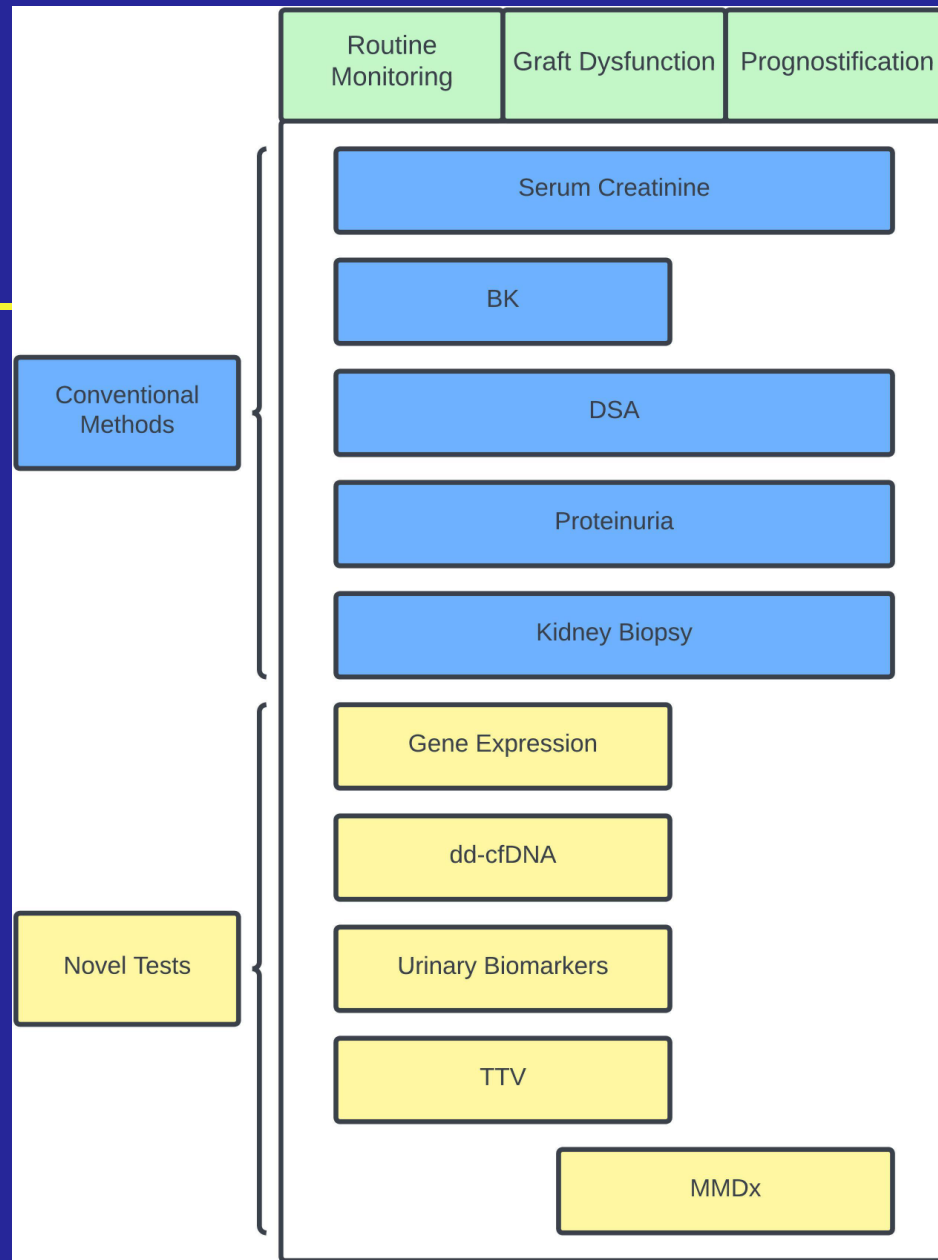 Routine
Monitoring
Graft Dysfunction
Prognostification
Serum Creatinine
BK
Conventional
Methods
DSA
Proteinuria
Kidney Biopsy
Gene Expression
dd-cfDNA
Novel Tests
Urinary Biomarkers
TTV
MMDx